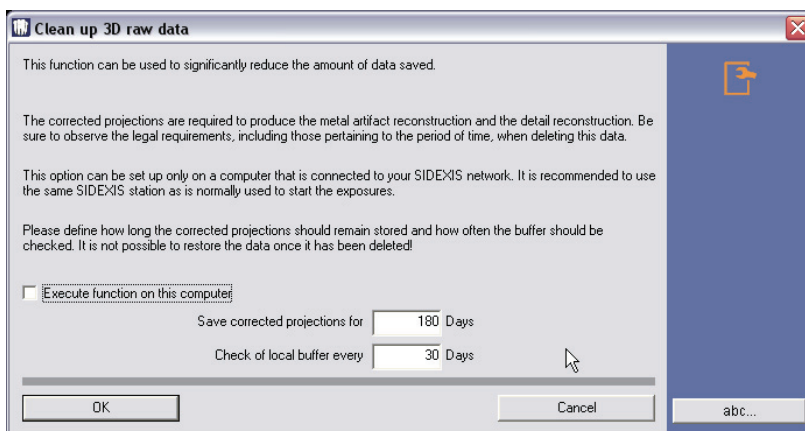 Clean up 3D raw data
This function can be used to significantly reduce the amount of data saved.
The corrected projections are required to produce the metal artifact reconstruction and the detail reconstruction. Be
sure to observe the legal requirements, including those pertaining to the period of time, when deleting this data.
This option can be set up only on a computer that is connected to your SIDEXIS network. It is recommended to use
the same SIDEXIS station as is normally used to start the exposures.
Please define how long the corrected projections should remain stored and how often the buffer should be
checked. It is not possible to restore the data once it has been deleted!
Execute function on this computer
Save corrected projections for 180 Days
Check of local buffer every 30 Days
OK Cancel abc...